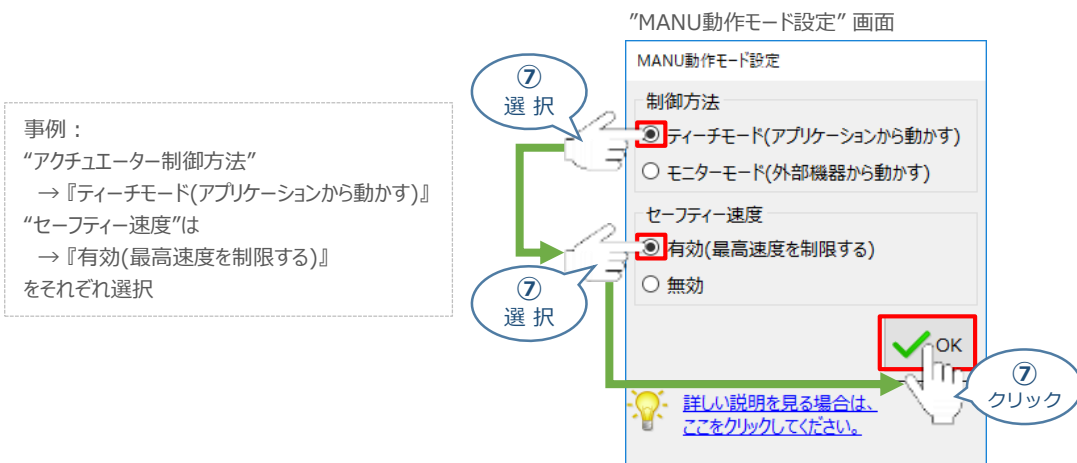 ”MANU動作モード設定” 画面
MANU動作モード設定
⑦
選 択
制御方法
ティーチモード(アプリケーションから動かす)
モニターモード(外部機器から動かす)
事例：
“アクチュエーター制御方法”
→『ティーチモード(アプリケーションから動かす)』
“セーフティー速度”は
→『有効(最高速度を制限する)』
をそれぞれ選択
セーフティー速度
有効(最高速度を制限する)
無効
⑦
選 択
OK
⑦
クリック
詳しい説明を見る場合は、
ここをクリックしてください。